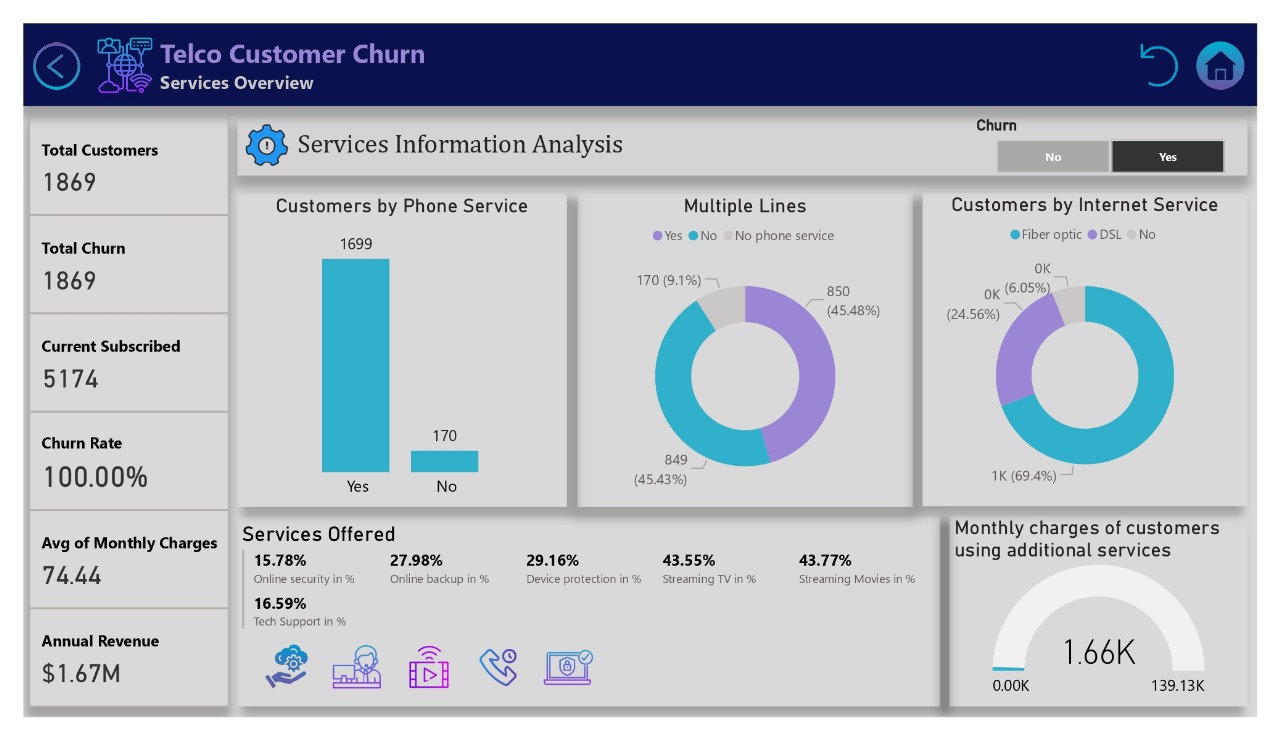 Telco Customer Churn
Services Overview
Total Customers
1869
Total Churn
1869
Current Subscribed
5174
Churn Rate
100.00%
Avg of Monthly Charges
74.44
Annual Revenue
$1.67M
Services Information Analysis
Churn
No
Yes
Customers by Phone Service
1699
170
Yes
No
Multiple Lines
Yes No No phone service
170 (9.1%)
850
(45.48%)
849
(45.43%)
Customers by Internet Service
Fiber optic DSL No
0K
(6.05%)
0K
(24.56%)
1K (69.4%)
Services Offered
15.78%
Online security in %
27.98%
Online backup in %
29.16%
Device protection in %
43.55%
Streaming TV in %
43.77%
Streaming Movies in %
16.59%
Tech Support in %
Monthly charges of customers
using additional services
1.66K
0.00K
139.13K